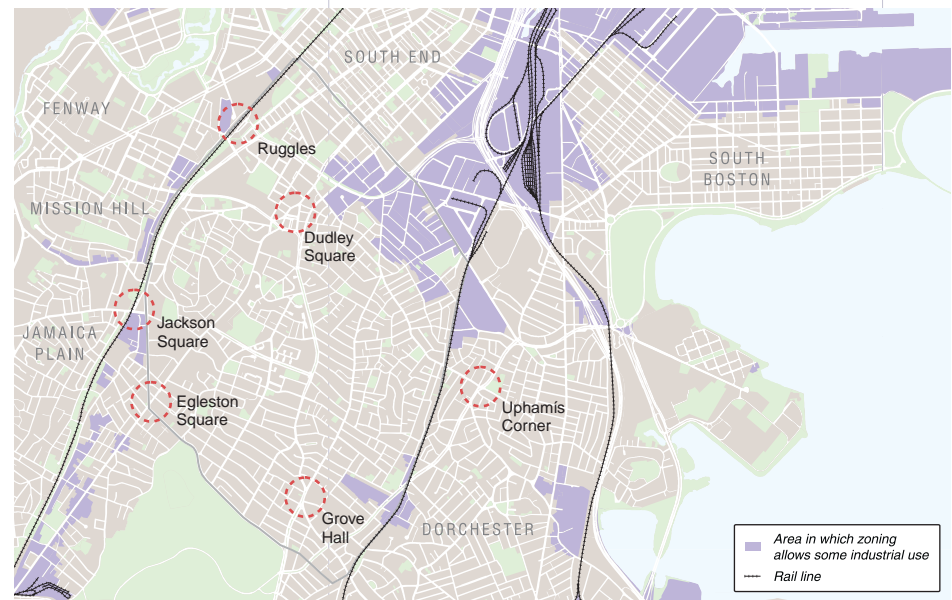 SOUTH END
FENWAY
Ruggles
SOUTH
BOSTON
MISSION HILL
Dudley
Square
JAMAICA
PLAIN
Jackson
Square
Egleston
Square
Uphamís
Corner
Grove
Hall
DORCHESTER
Area in which zoning
allows some industrial use
Rail line